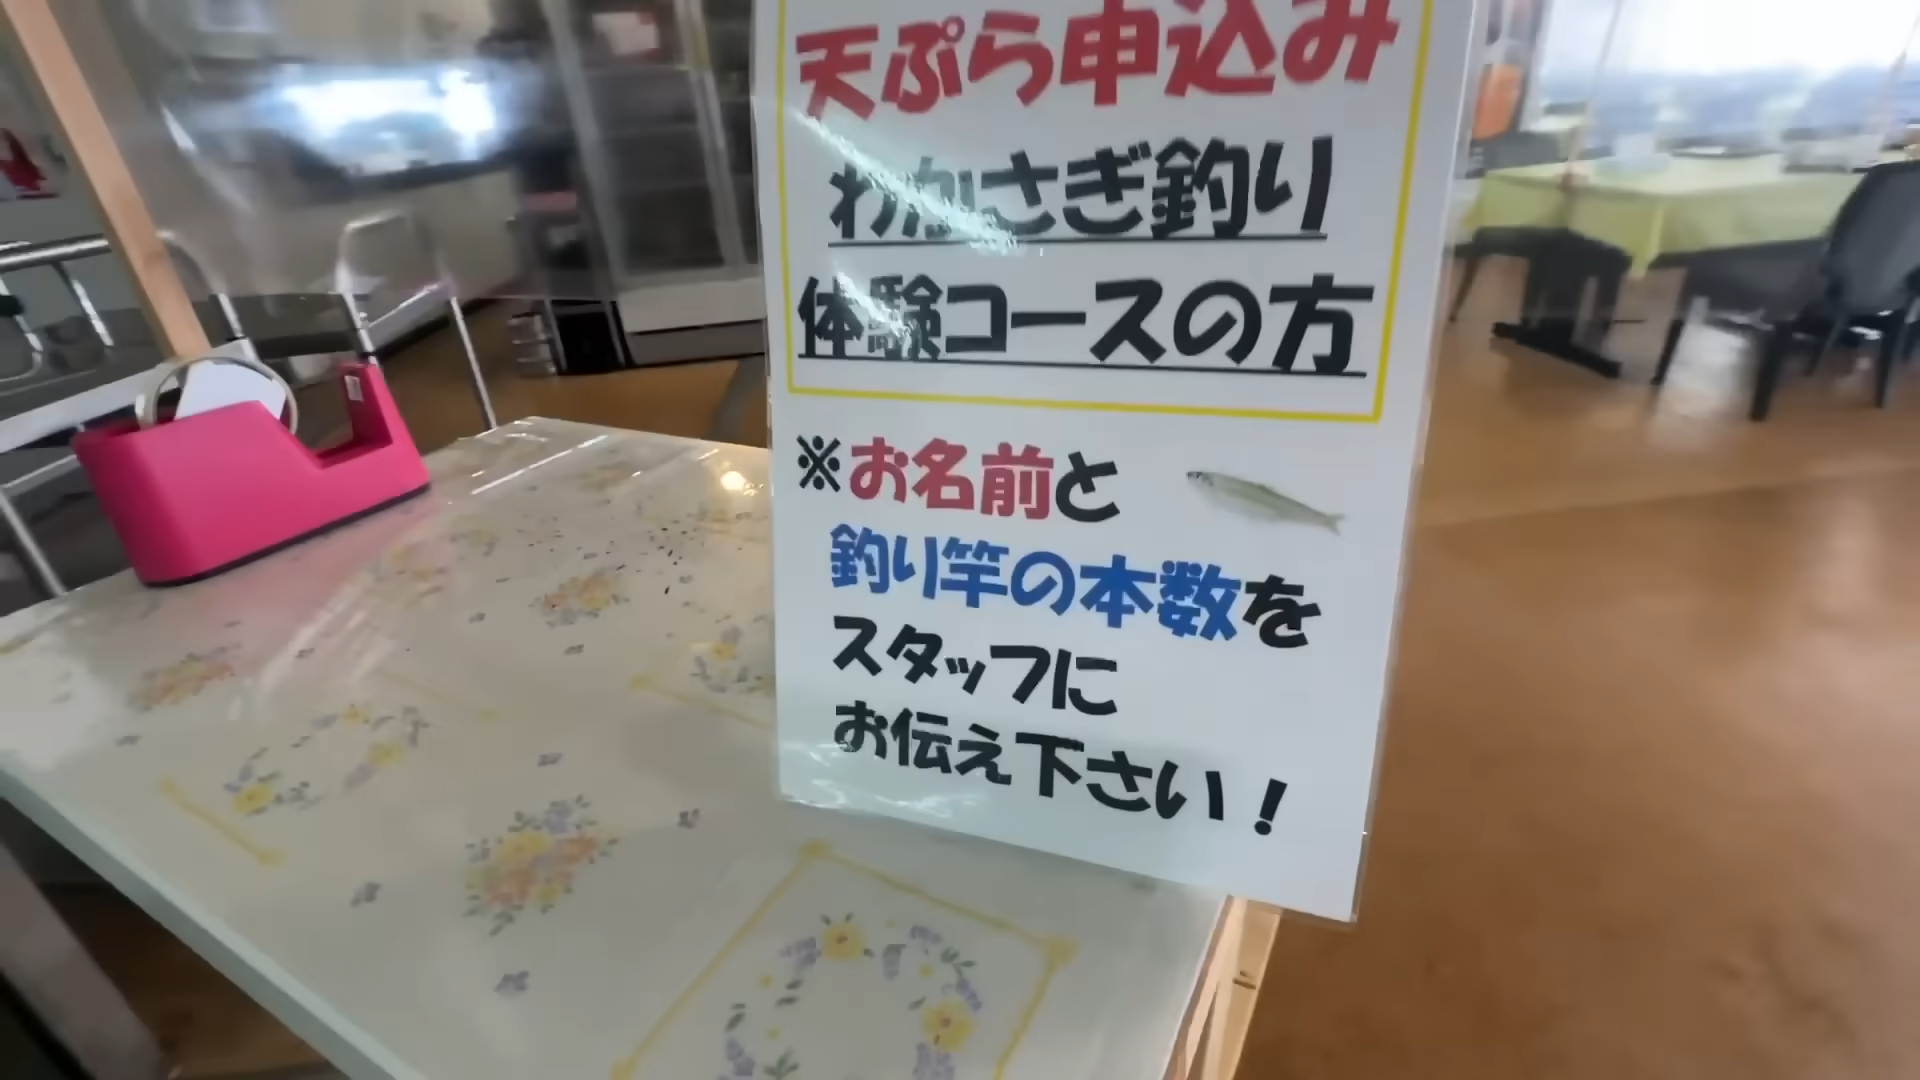 天ぷら申込み
わかさぎ釣り
体験コースの方
※お名前と
釣り竿の本数を
スタッフに
お伝え下さい！